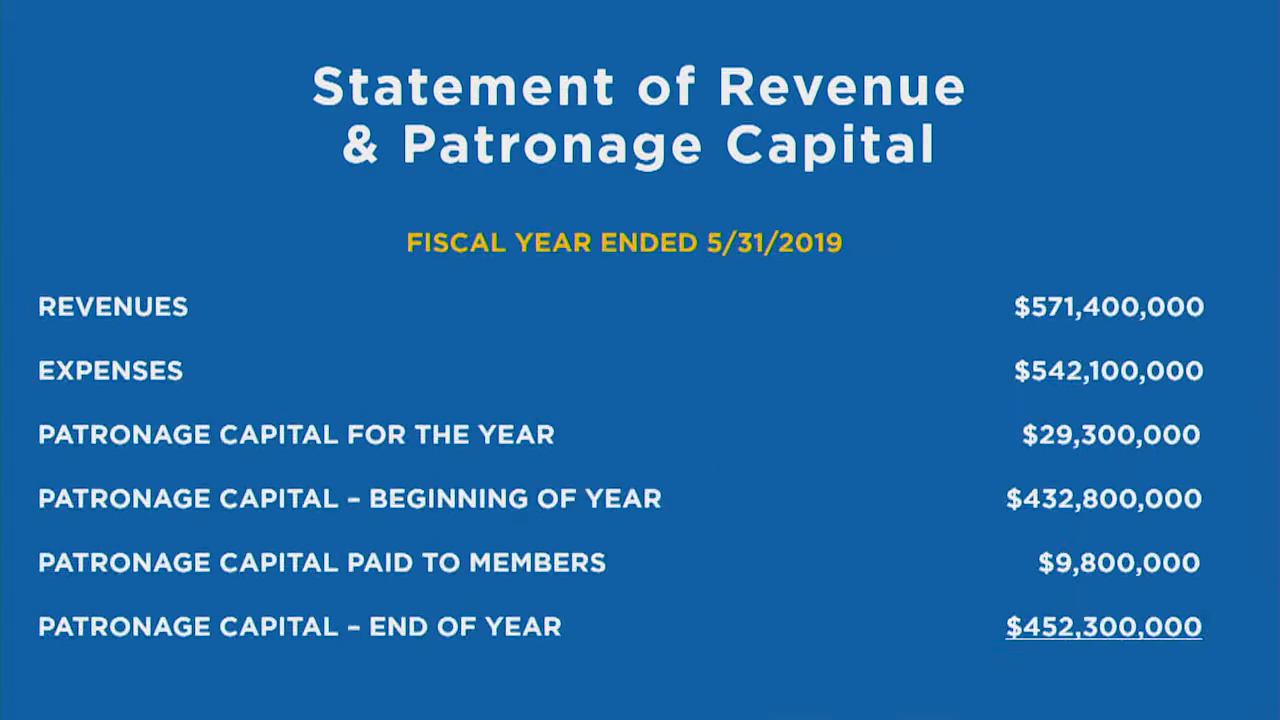 Statement of Revenue
& Patronage Capital
FISCAL YEAR ENDED 5/31/2019
REVENUES $571,400,000
EXPENSES $542,100,000
PATRONAGE CAPITAL FOR THE YEAR $29,300,000
PATRONAGE CAPITAL – BEGINNING OF YEAR $432,800,000
PATRONAGE CAPITAL PAID TO MEMBERS $9,800,000
PATRONAGE CAPITAL – END OF YEAR $452,300,000